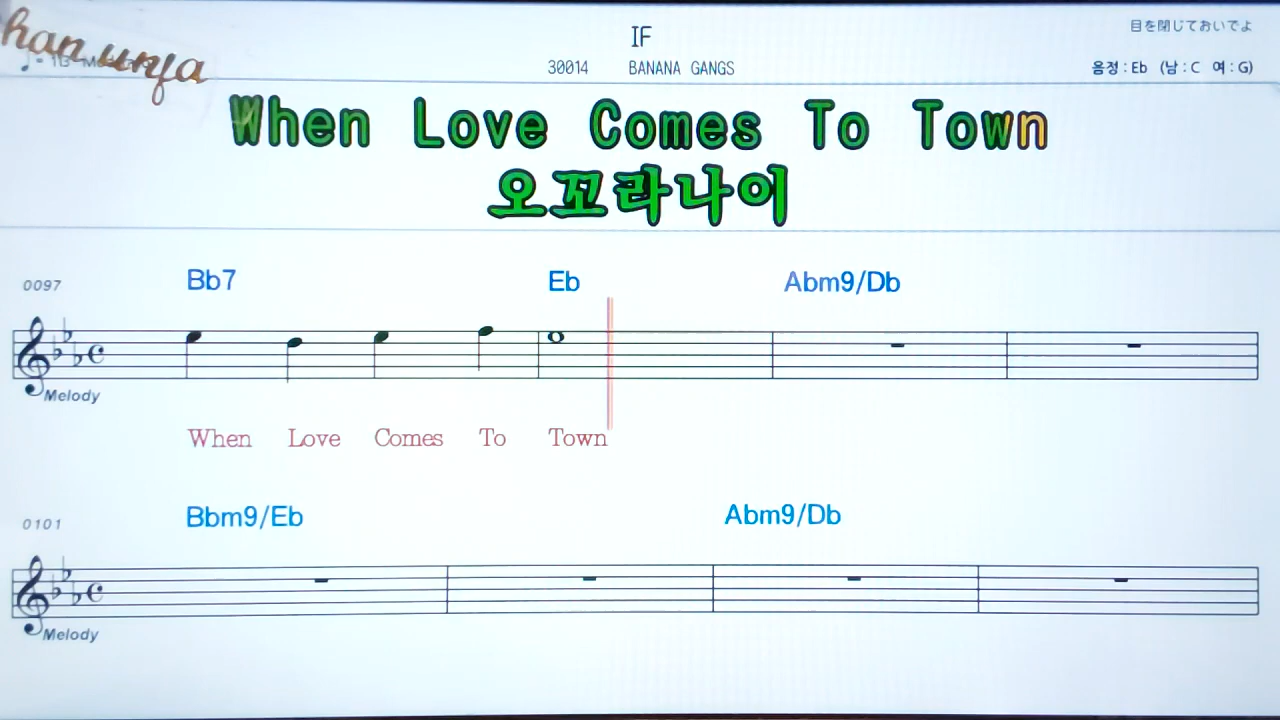 han unja
IF
目を閉じておいでよ
30014 BANANA GANGS
음정:Eb (남:C 여:G)
When Love Comes To Town
오꼬라나이
0097
Bb7 Eb Abm9/Db
Melody
When Love Comes To Town
0101
Bbm9/Eb Abm9/Db
Melody